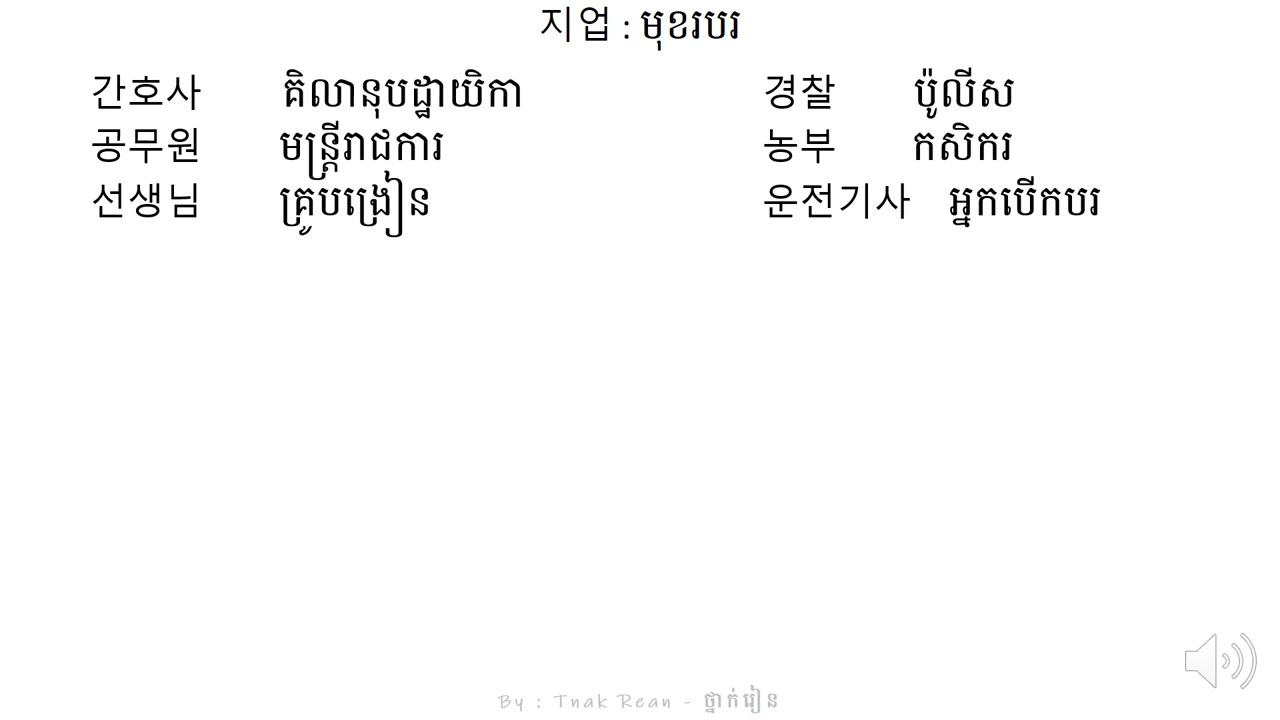 지업 : មុខរបរ
간호사 គិលានុបដ្ឋាយិកា 경찰 ប៉ូលីស
공무원 មន្ត្រីរាជការ 농부 កសិករ
선생님 គ្រូបង្រៀន 운전기사 អ្នកបើកបរ
By : Tnak Rean - ថ្នាក់រៀន